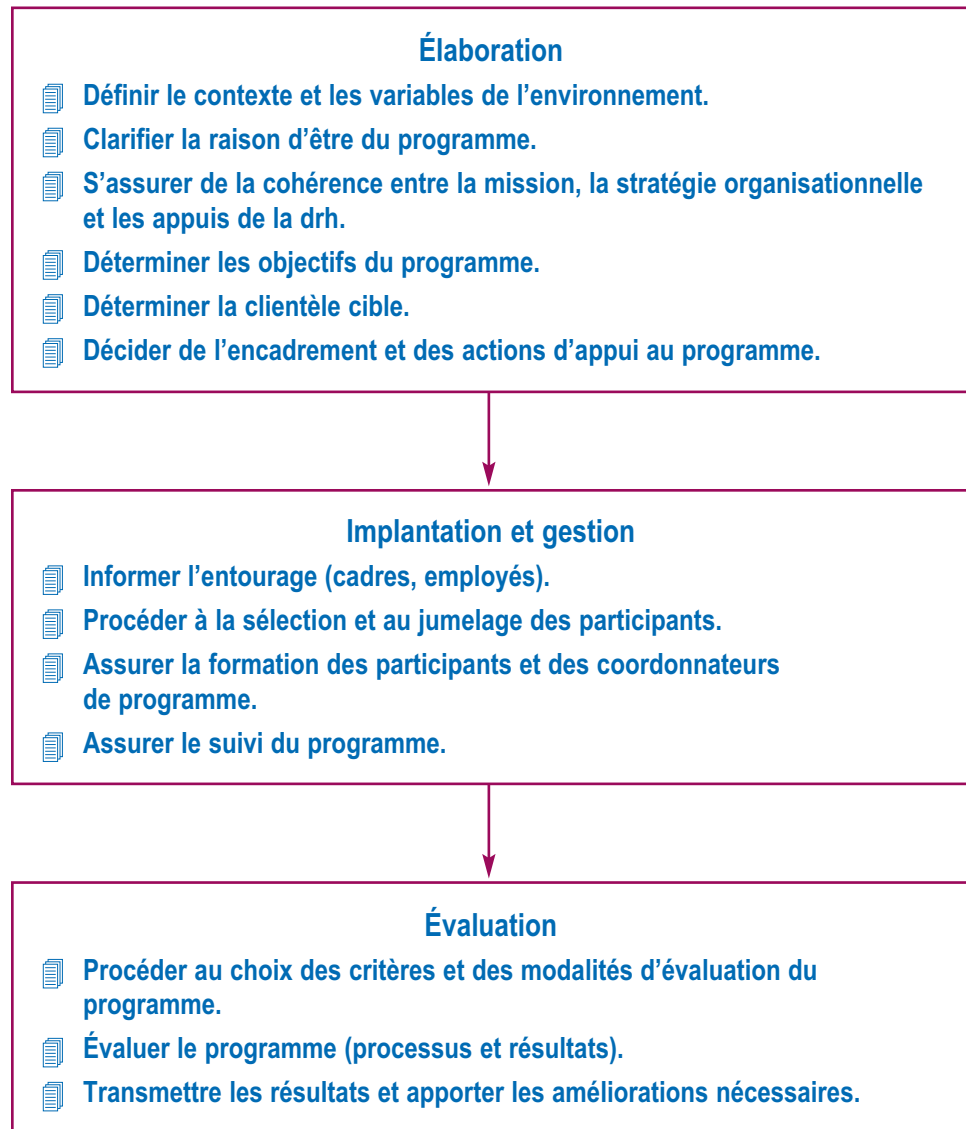 Élaboration
Définir le contexte et les variables de l’environnement.
Clarifier la raison d’être du programme.
S’assurer de la cohérence entre la mission, la stratégie organisationnelle
et les appuis de la drh.
Déterminer les objectifs du programme.
Déterminer la clientèle cible.
Décider de l’encadrement et des actions d’appui au programme.
Implantation et gestion
Informer l’entourage (cadres, employés).
Procéder à la sélection et au jumelage des participants.
Assurer la formation des participants et des coordonnateurs
de programme.
Assurer le suivi du programme.
Évaluation
Procéder au choix des critères et des modalités d’évaluation du
programme.
Évaluer le programme (processus et résultats).
Transmettre les résultats et apporter les améliorations nécessaires.